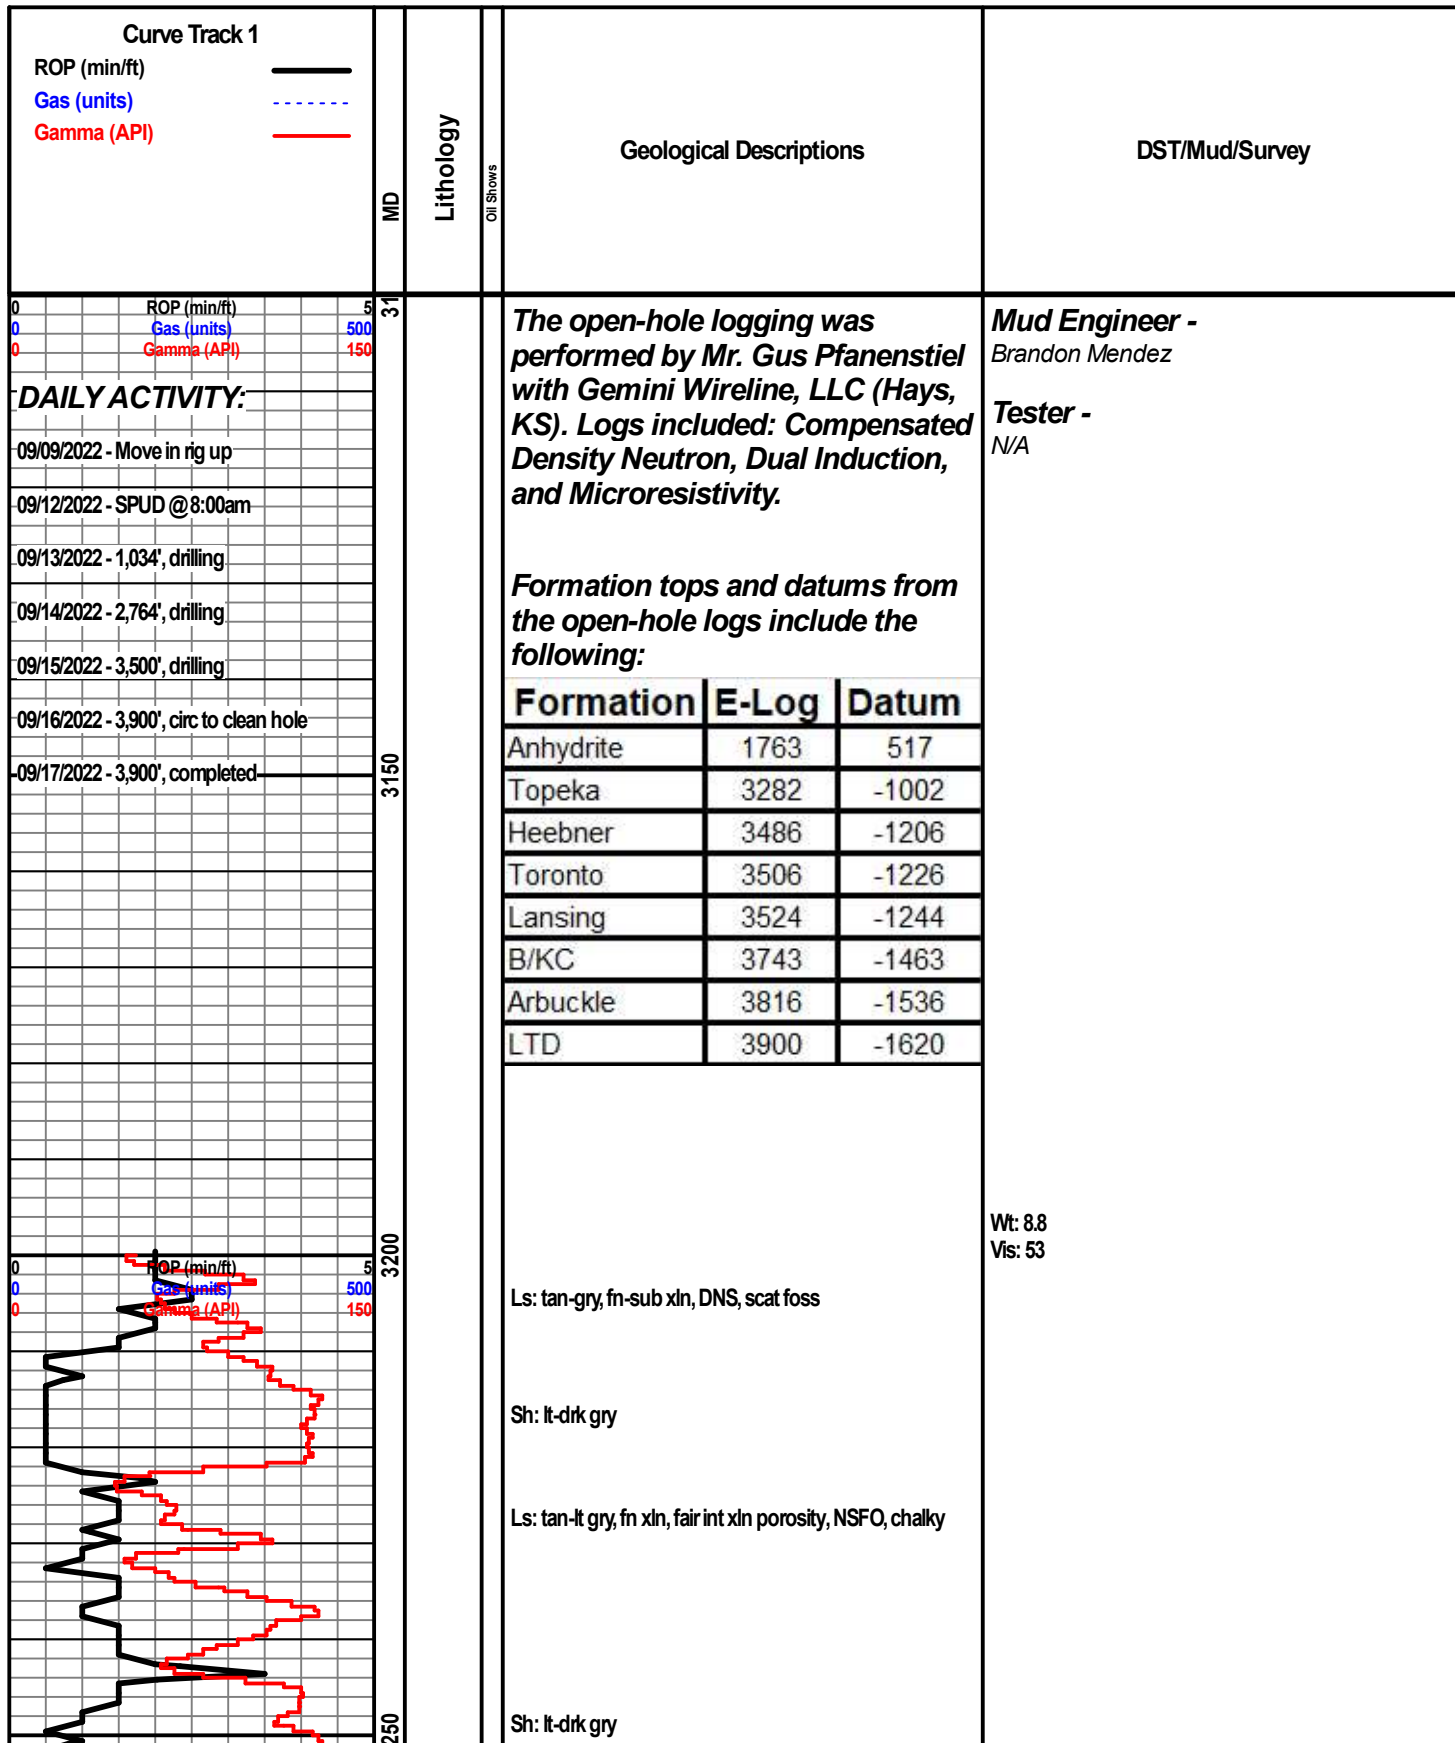 Curve Track 1
ROP (min/ft)
Gas (units)
Gamma (API)
MD
Lithology
Oil Shows
Geological Descriptions
DST/Mud/Survey
0 ROP (min/ft) 5
0 Gas (units) 500
0 Gamma (API) 150
31
DAILY ACTIVITY:
09/09/2022 - Move in rig up
09/12/2022 - SPUD @ 8:00am
09/13/2022 - 1,034', drilling
09/14/2022 - 2,764', drilling
09/15/2022 - 3,500', drilling
09/16/2022 - 3,900', circ to clean hole
09/17/2022 - 3,900', completed
3150
The open-hole logging was
performed by Mr. Gus Pfanenstiel
with Gemini Wireline, LLC (Hays,
KS). Logs included: Compensated
Density Neutron, Dual Induction,
and Microresistivity.
Formation tops and datums from
the open-hole logs include the
following:
Formation E-Log Datum
Anhydrite 1763 517
Topeka 3282 -1002
Heebner 3486 -1206
Toronto 3506 -1226
Lansing 3524 -1244
B/KC 3743 -1463
Arbuckle 3816 -1536
LTD 3900 -1620
Mud Engineer -
Brandon Mendez
Tester -
N/A
Wt: 8.8
Vis: 53
3200
0 ROP (min/ft) 5
0 Gas (units) 500
0 Gamma (API) 150
Ls: tan-gry, fn-sub xln, DNS, scat foss
Sh: lt-drk gry
Ls: tan-lt gry, fn xln, fair int xln porosity, NSFO, chalky
Sh: lt-drk gry
250